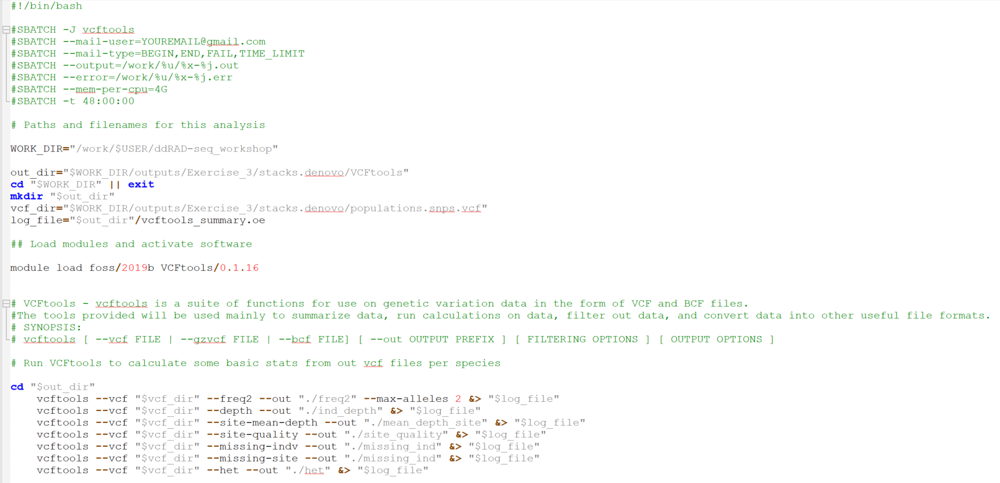 #!/bin/bash
#SBATCH -J vcftools
#SBATCH --mail-user=YOUREMAIL@gmail.com
#SBATCH --mail-type=BEGIN,END,FAIL,TIME_LIMIT
#SBATCH --output=/work/%u/%x-%j.out
#SBATCH --error=/work/%u/%x-%j.err
#SBATCH --mem-per-cpu=4G
#SBATCH -t 48:00:00
# Paths and filenames for this analysis
WORK_DIR="/work/$USER/ddRAD-seq_workshop"
out_dir="$WORK_DIR/outputs/Exercise_3/stacks.denovo/VCFtools"
cd "$WORK_DIR" || exit
mkdir "$out_dir"
vcf_dir="$WORK_DIR/outputs/Exercise_3/stacks.denovo/populations.snps.vcf"
log_file="$out_dir"/vcftools_summary.oe
## Load modules and activate software
module load foss/2019b VCFtools/0.1.16
# VCFtools - vcftools is a suite of functions for use on genetic variation data in the form of VCF and BCF files.
#The tools provided will be used mainly to summarize data, run calculations on data, filter out data, and convert data into other useful file formats.
# SYNOPSIS:
# vcftools [ --vcf FILE | --gzvcf FILE | --bcf FILE] [ --out OUTPUT PREFIX ] [ FILTERING OPTIONS ] [ OUTPUT OPTIONS ]
# Run VCFtools to calculate some basic stats from out vcf files per species
cd "$out_dir"
vcftools --vcf "$vcf_dir" --freq2 --out "./freq2" --max-alleles 2 &> "$log_file"
vcftools --vcf "$vcf_dir" --depth --out "./ind_depth" &> "$log_file"
vcftools --vcf "$vcf_dir" --site-mean-depth --out "./mean_depth_site" &> "$log_file"
vcftools --vcf "$vcf_dir" --site-quality --out "./site_quality" &> "$log_file"
vcftools --vcf "$vcf_dir" --missing-indv --out "./missing_ind" &> "$log_file"
vcftools --vcf "$vcf_dir" --missing-site --out "./missing_ind" &> "$log_file"
vcftools --vcf "$vcf_dir" --het --out "./het" &> "$log_file"